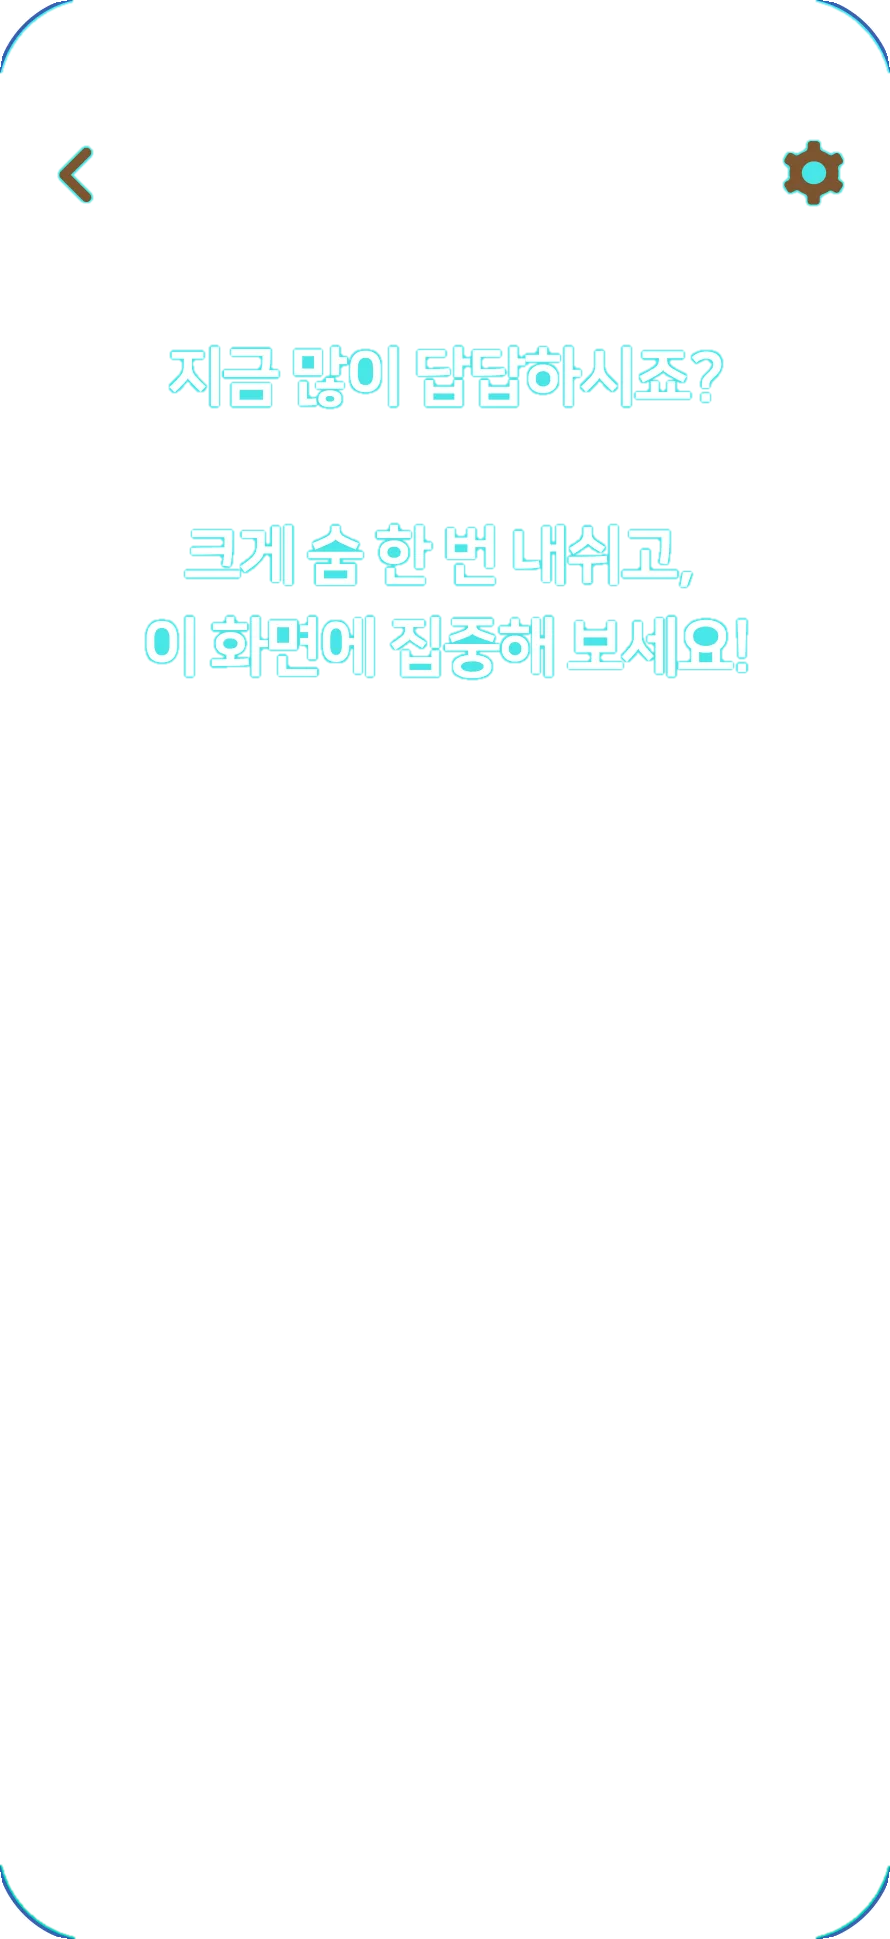 지금 많이 답답하시죠?
크게 숨 한 번 내쉬고,
이 화면에 집중해 보세요!